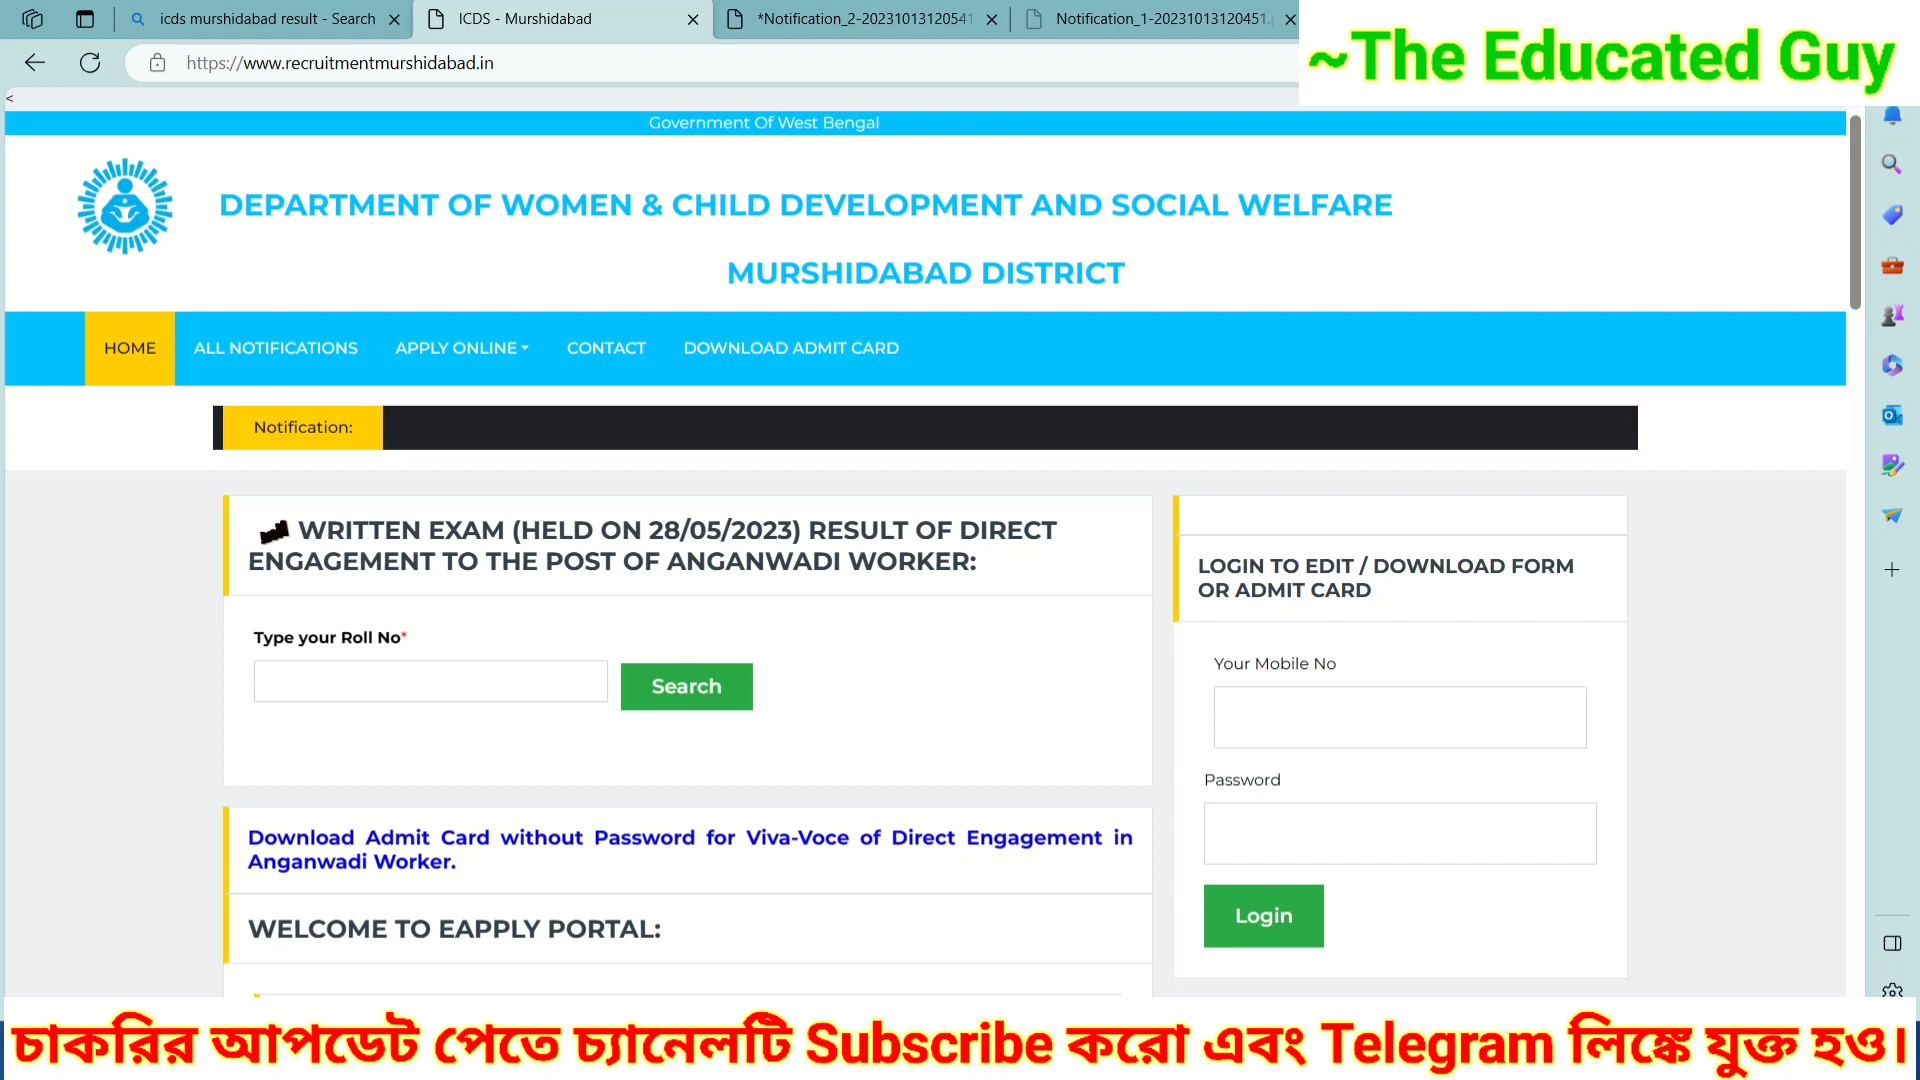 icds murshidabad result - Search
ICDS - Murshidabad
*Notification_2-20231013120541
Notification_1-20231013120451.
~The Educated Guy
https://www.recruitmentmurshidabad.in
<
Government Of West Bengal
DEPARTMENT OF WOMEN & CHILD DEVELOPMENT AND SOCIAL WELFARE
MURSHIDABAD DISTRICT
HOME
ALL NOTIFICATIONS
APPLY ONLINE
CONTACT
DOWNLOAD ADMIT CARD
Notification:
WRITTEN EXAM (HELD ON 28/05/2023) RESULT OF DIRECT
ENGAGEMENT TO THE POST OF ANGANWADI WORKER:
Type your Roll No*
Search
Download Admit Card without Password for Viva-Voce of Direct Engagement in
Anganwadi Worker.
WELCOME TO EAPPLY PORTAL:
LOGIN TO EDIT / DOWNLOAD FORM
OR ADMIT CARD
Your Mobile No
Password
Login
চাকরির আপডেট পেতে চ্যানেলটি Subscribe করো এবং Telegram লিঙ্কে যুক্ত হও।